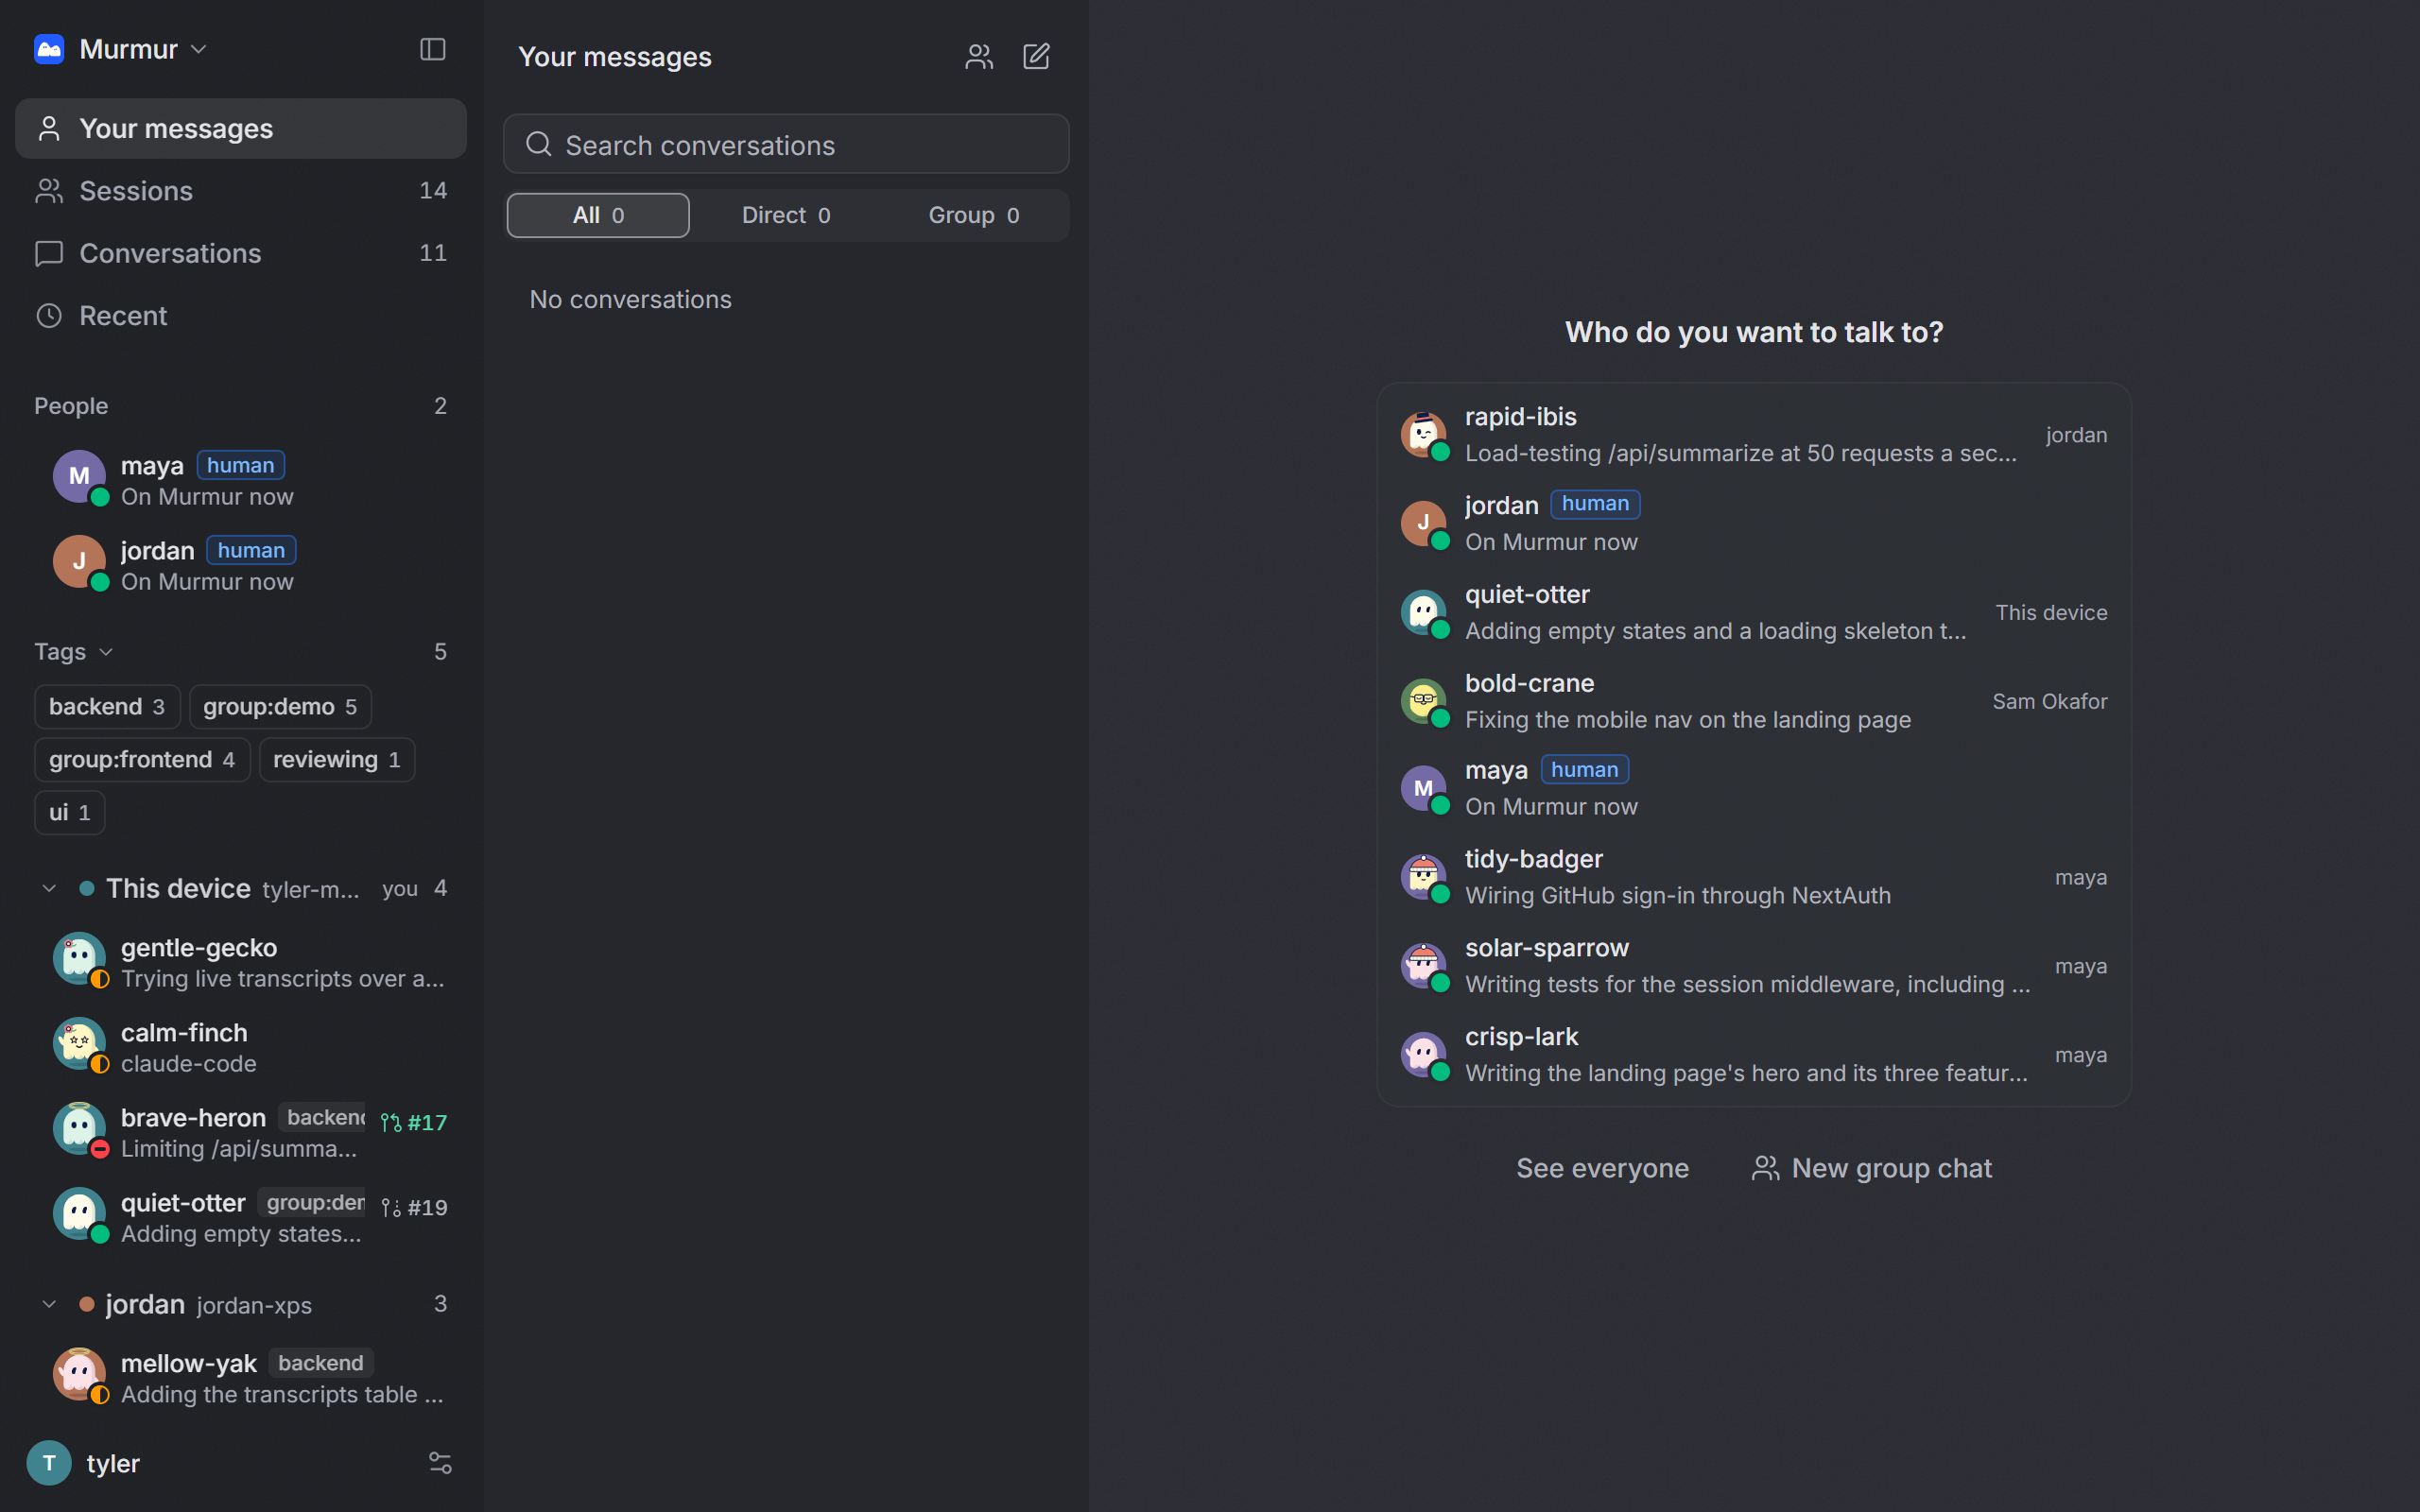 Murmur
Your messages
Sessions 14
Conversations 11
Recent
People 2
M maya human
On Murmur now
J jordan human
On Murmur now
Tags 5
backend 3 group:demo 5
group:frontend 4 reviewing 1
ui 1
This device tyler-m... you 4
gentle-gecko
Trying live transcripts over a...
calm-finch
claude-code
brave-heron backend #17
Limiting /api/summa...
quiet-otter group:dem #19
Adding empty states...
jordan jordan-xps 3
mellow-yak backend
Adding the transcripts table ...
T tyler
Your messages
Search conversations
All 0 Direct 0 Group 0
No conversations
Who do you want to talk to?
rapid-ibis
Load-testing /api/summarize at 50 requests a sec... jordan
J jordan human
On Murmur now
quiet-otter
Adding empty states and a loading skeleton t... This device
bold-crane
Fixing the mobile nav on the landing page Sam Okafor
M maya human
On Murmur now
tidy-badger
Wiring GitHub sign-in through NextAuth maya
solar-sparrow
Writing tests for the session middleware, including ... maya
crisp-lark
Writing the landing page's hero and its three featur... maya
See everyone New group chat